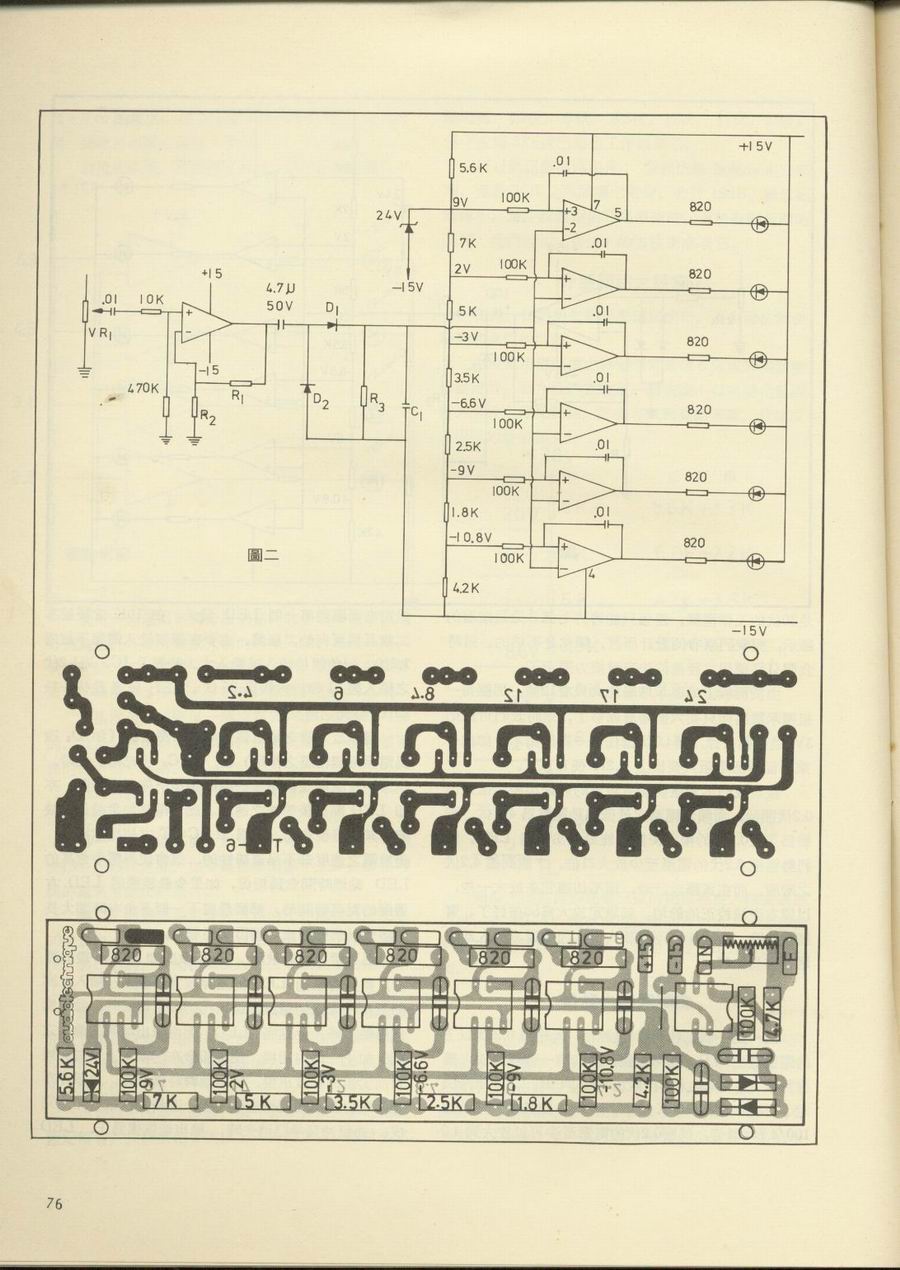 +15V
5.6K
.01
9V
100K
24V
+3
-2
7
5
820
-15V
7K
.01
2V
100K
+
-
820
+15
4.7μ
50V
5K
.01
.01
10K
+
-
D1
-3V
100K
+
-
820
VR1
-15
3.5K
.01
470K
R1
R2
D2
R3
C1
-6.6V
100K
+
-
820
2.5K
.01
-9V
100K
+
-
820
1.8K
.01
-10.8V
100K
+
-
4
820
圖二
4.2K
-15V
4.2
6
8.4
12
17
24
T-6
audiotechnique
820
820
820
820
820
820
+15
-15
IN
E
100K
4.7K
5.6K
24V
100K
9V
100K
2V
100K
-3V
100K
-6.6V
100K
-9V
100K
-10.8V
4.2K
100K
7K
5K
3.5K
2.5K
1.8K
76